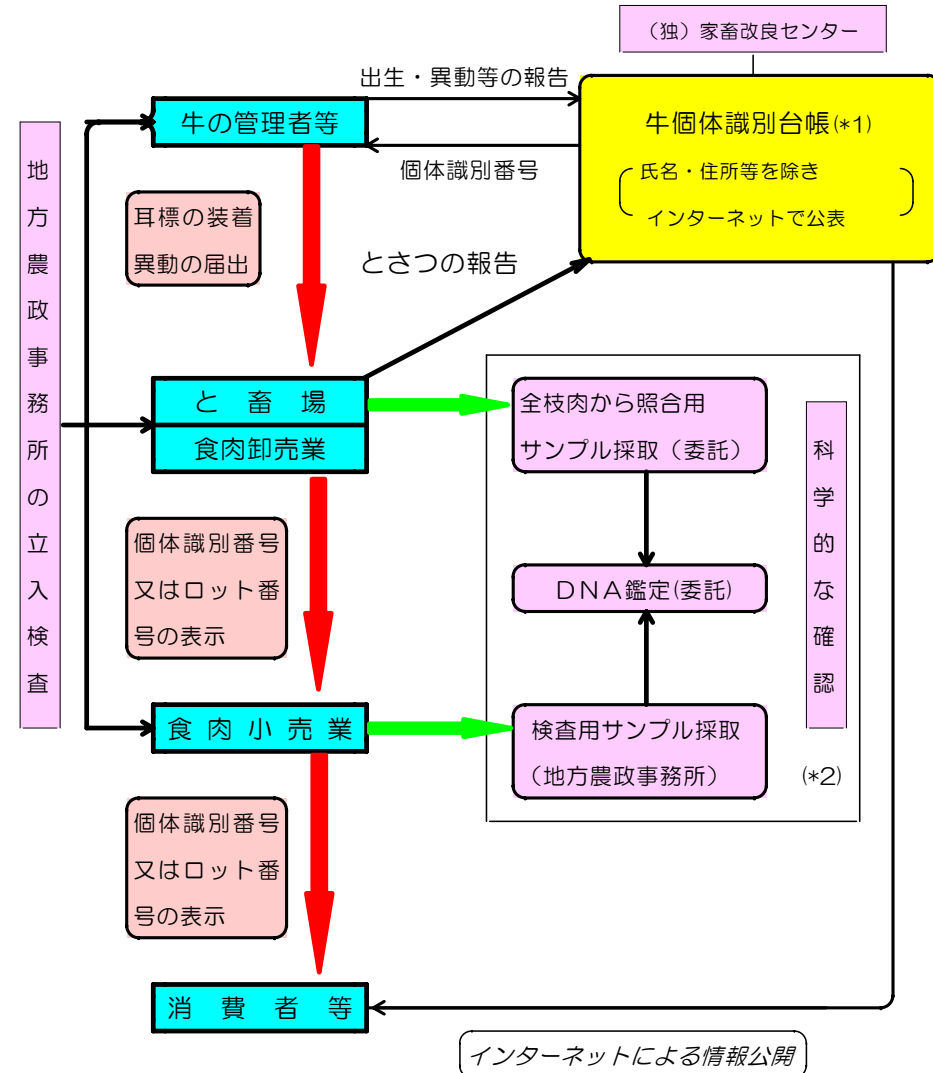 （独）家畜改良センター
出生・異動等の報告
牛の管理者等
牛個体識別台帳(*1)
個体識別番号
氏名・住所等を除き
インターネットで公表
地方農政事務所の立入検査
耳標の装着
異動の届出
とさつの報告
と畜場
食肉卸売業
全枝肉から照合用
サンプル採取（委託）
科学的な確認
個体識別番号
又はロット番
号の表示
ＤＮＡ鑑定(委託)
食肉小売業
検査用サンプル採取
（地方農政事務所）
(*2)
個体識別番号
又はロット番
号の表示
消費者等
インターネットによる情報公開